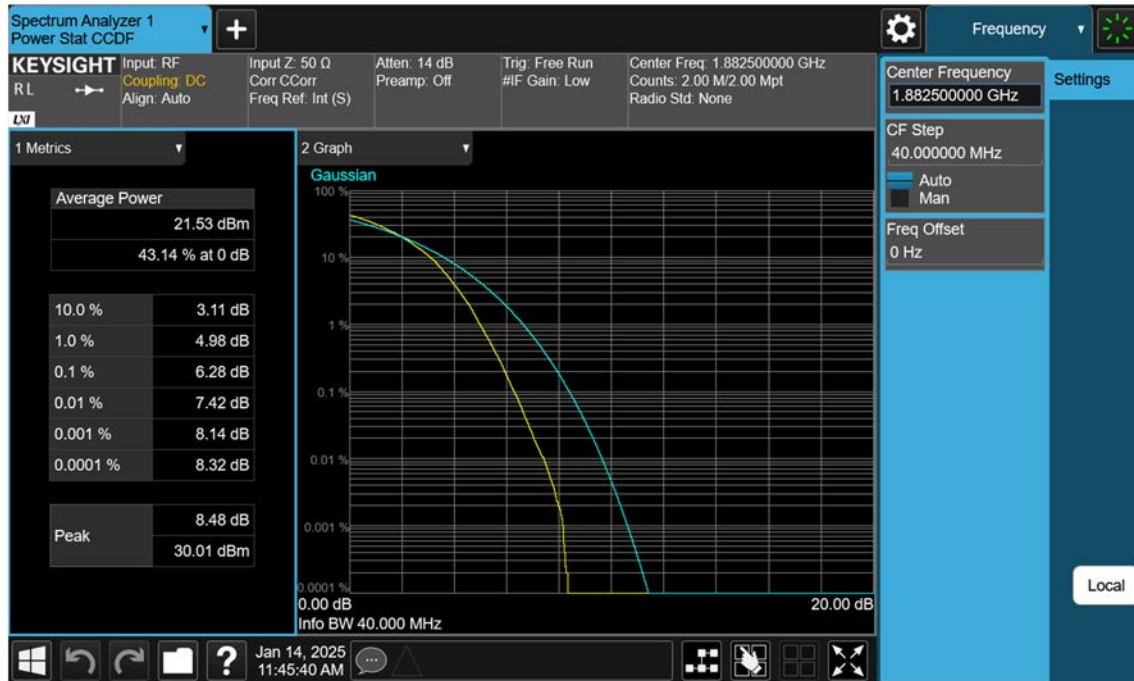 Spectrum Analyzer 1
Power Stat CCDF
Frequency
KEYSIGHT
R L
LXI
Input: RF
Coupling: DC
Align: Auto
Input Z: 50 Ω
Corr CCorr
Freq Ref: Int (S)
Atten: 14 dB
Preamp: Off
Trig: Free Run
#IF Gain: Low
Center Freq: 1.882500000 GHz
Counts: 2.00 M/2.00 Mpt
Radio Std: None
Center Frequency
1.882500000 GHz
Settings
CF Step
40.000000 MHz
Auto
Man
Freq Offset
0 Hz
1 Metrics
Average Power
21.53 dBm
43.14 % at 0 dB
10.0 % 3.11 dB
1.0 % 4.98 dB
0.1 % 6.28 dB
0.01 % 7.42 dB
0.001 % 8.14 dB
0.0001 % 8.32 dB
Peak
8.48 dB
30.01 dBm
2 Graph
Gaussian
100 %
10 %
1 %
0.1 %
0.01 %
0.001 %
0.0001 %
0.00 dB 20.00 dB
Info BW 40.000 MHz
Local
?
Jan 14, 2025
11:45:40 AM